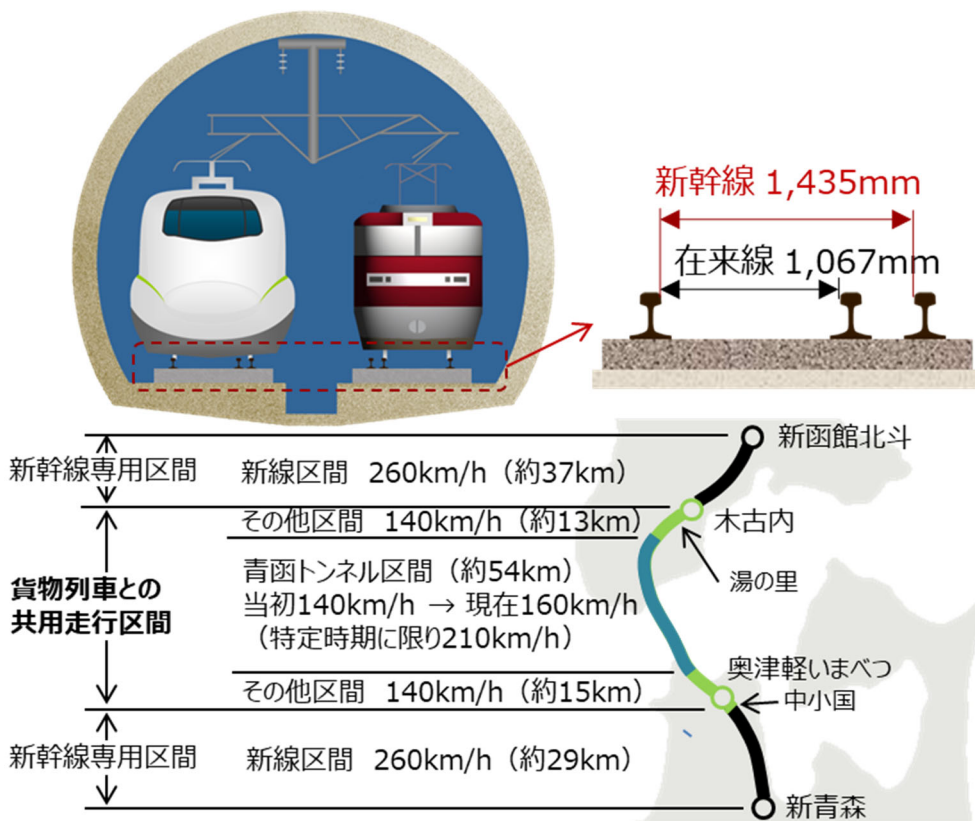 新幹線 1,435mm
在来線 1,067mm
新函館北斗
新幹線専用区間
新線区間 260km/h（約37km）
その他区間 140km/h（約13km）
木古内
湯の里
貨物列車との
共用走行区間
青函トンネル区間（約54km）
当初140km/h → 現在160km/h
（特定時期に限り210km/h）
奥津軽いまべつ
中小国
その他区間 140km/h（約15km）
新幹線専用区間
新線区間 260km/h（約29km）
新青森